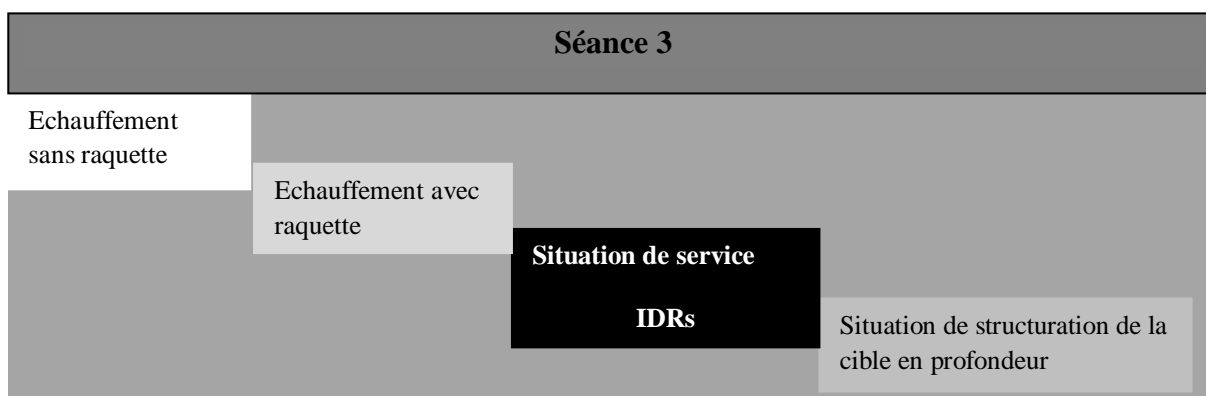 Séance 3
Echauffement
sans raquette
Echauffement avec
raquette
Situation de service
IDRs
Situation de structuration de la
cible en profondeur